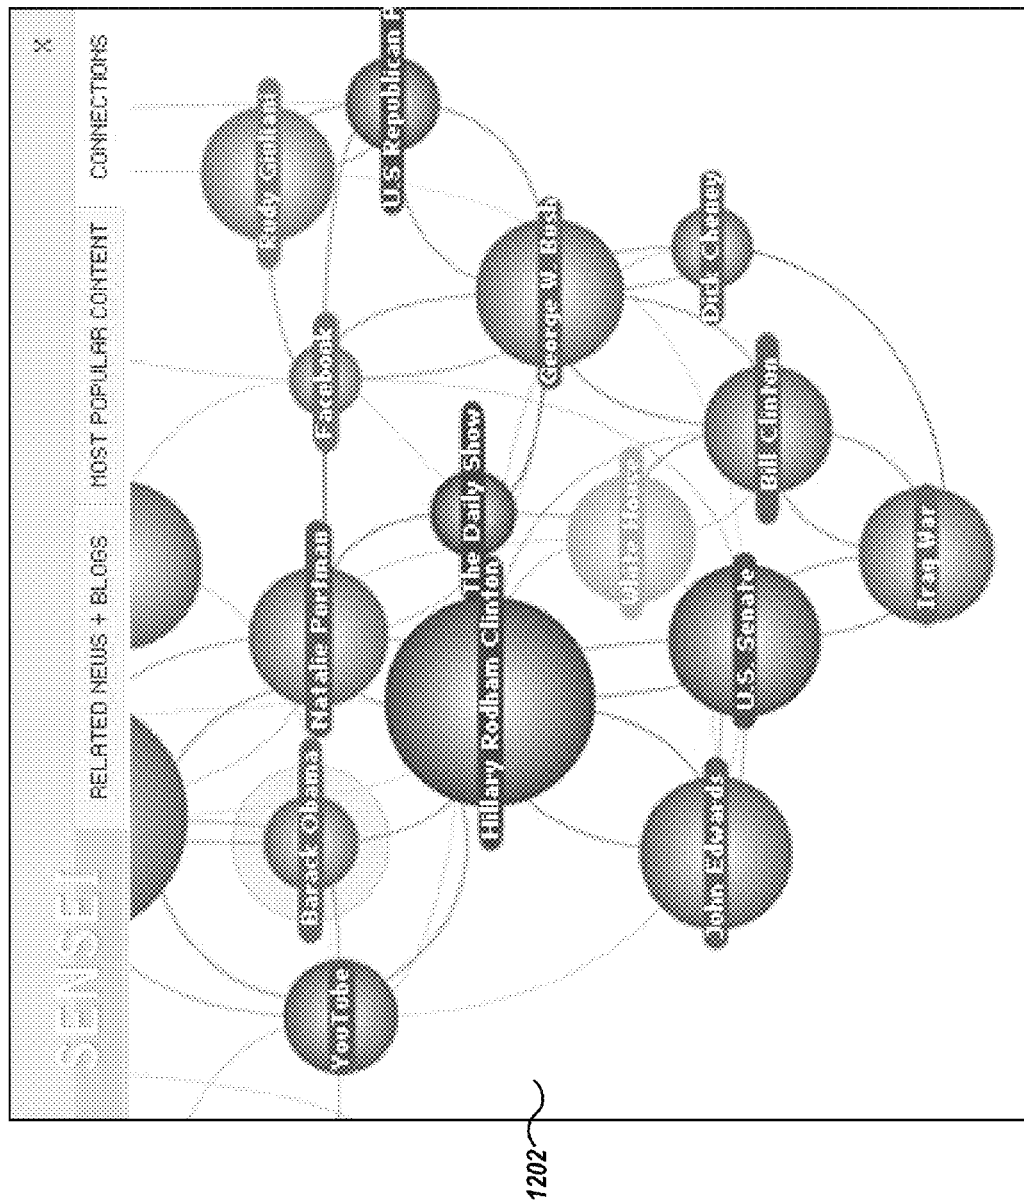 SENSE
RELATED NEWS + BLOGS
MOST POPULAR CONTENT
CONNECTIONS
X
YouTube
Barack Obama
Natalie Portman
Facebook
Rudy Giuliani
U.S Republican P
Hillary Rodham Clinton
The Daily Show
George W. Bush
John Edwards
U.S. Senate
Bill Clinton
Dick Cheney
Iraq War
1202